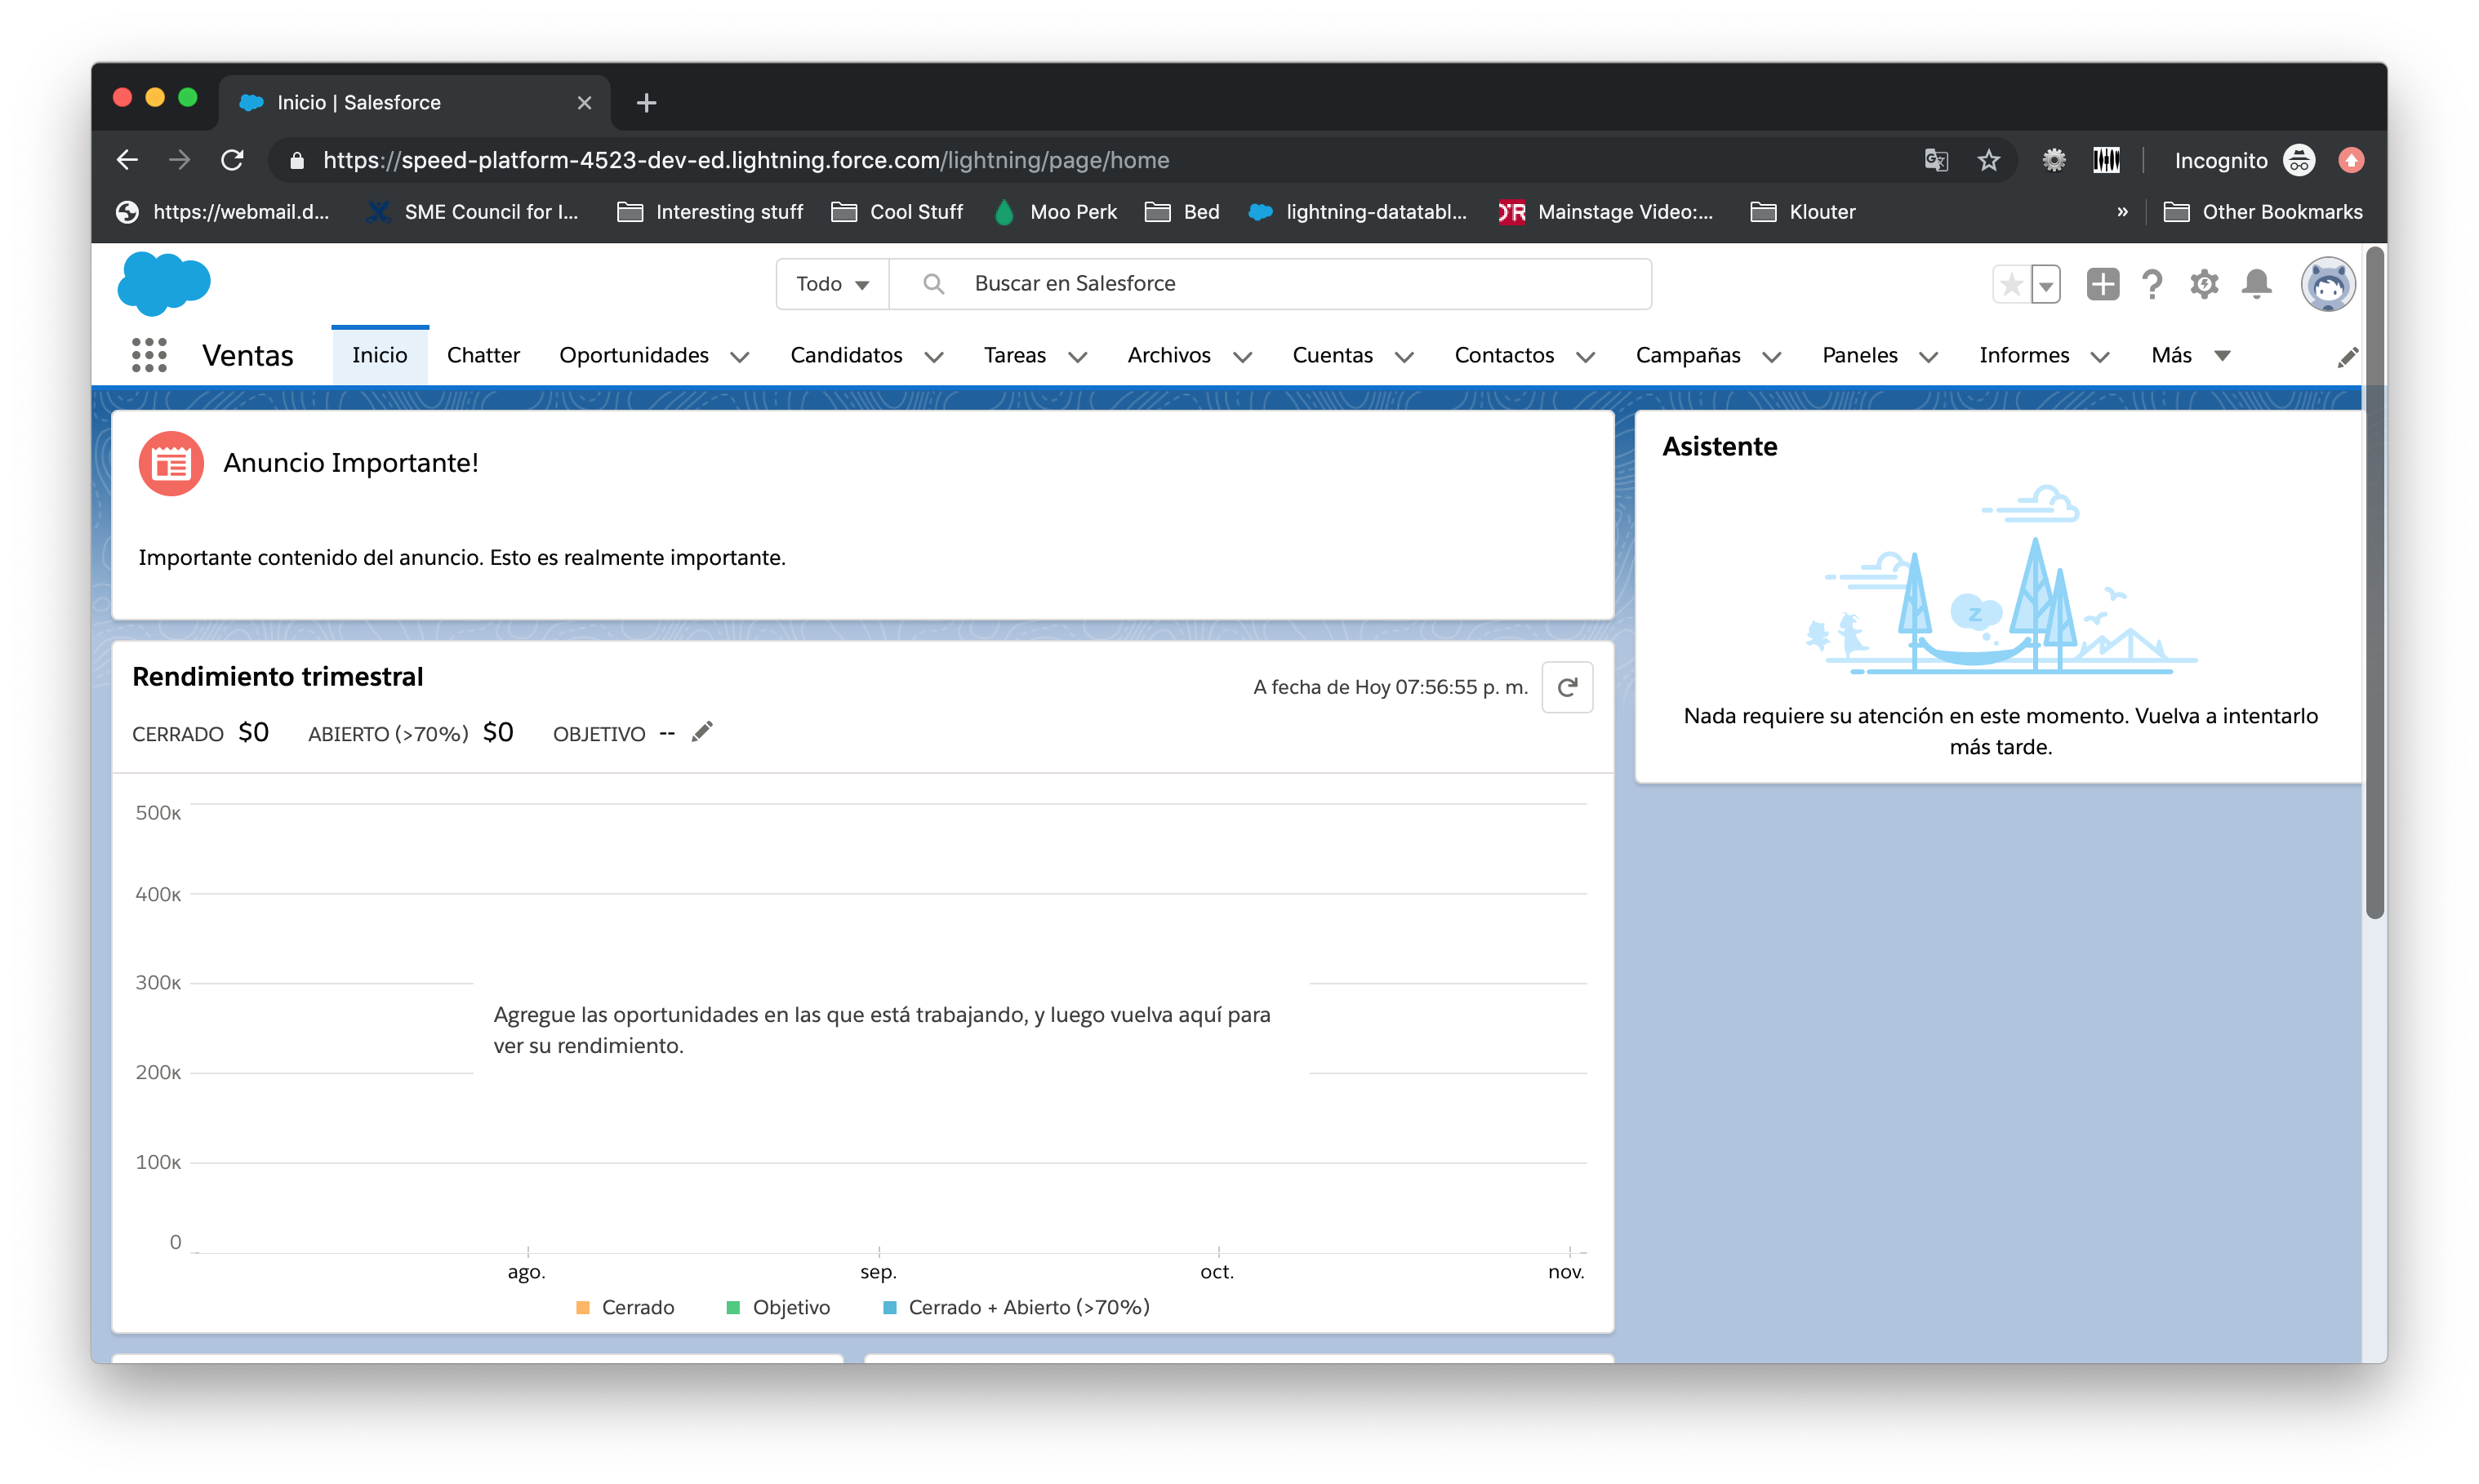 Inicio | Salesforce
https://speed-platform-4523-dev-ed.lightning.force.com/lightning/page/home
Incognito
https://webmail.d...
SME Council for I...
Interesting stuff
Cool Stuff
Moo Perk
Bed
lightning-datatabl...
Mainstage Video:...
Klouter
»
Other Bookmarks
Todo
Buscar en Salesforce
Ventas
Inicio
Chatter
Oportunidades
Candidatos
Tareas
Archivos
Cuentas
Contactos
Campañas
Paneles
Informes
Más
Anuncio Importante!
Importante contenido del anuncio. Esto es realmente importante.
Asistente
z
Nada requiere su atención en este momento. Vuelva a intentarlo
más tarde.
Rendimiento trimestral
A fecha de Hoy 07:56:55 p. m.
CERRADO $0 ABIERTO (>70%) $0 OBJETIVO --
500K
400K
300K
Agregue las oportunidades en las que está trabajando, y luego vuelva aquí para
ver su rendimiento.
200K
100K
0
ago.
sep.
oct.
nov.
Cerrado
Objetivo
Cerrado + Abierto (>70%)